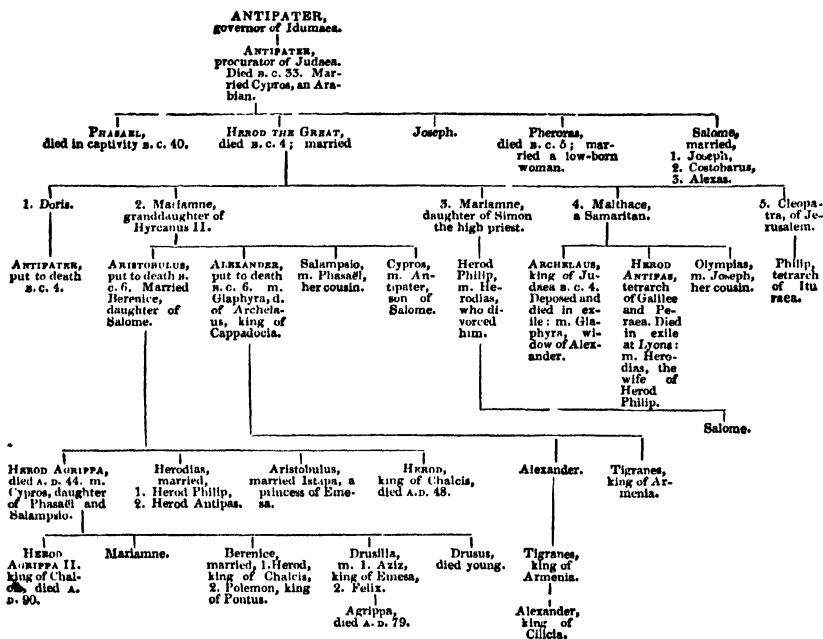 ANTIPATER,
governor of Idumaea.
ANTIPATER,
procurator of Judaea.
Died B. C. 33. Mar-
ried Cypros, an Ara-
bian.
PHASAEL,
died in captivity B. C. 40.
HEROD THE GREAT,
died B. C. 4; married
Joseph.
Pheroras,
died B. C. 5; mar-
ried a low-born
woman.
Salome,
married,
1. Joseph,
2. Costobarus,
3. Alexas.
1. Doris.
2. Mariamne,
granddaughter of
Hyrcanus II.
3. Mariamne,
daughter of Simon
the high priest.
4. Malthace,
a Samaritan.
5. Cleopa-
tra, of Je-
rusalem.
ANTIPATER,
put to death
B. C. 4.
ARISTOBULUS,
put to death B.
C. 6. Married
Berenice,
daughter of
Salome.
ALEXANDER,
put to death
B. C. 6. m.
Glaphyra, d.
of Archela-
us, king of
Cappadocia.
Salampsio,
m. Phasaël,
her cousin.
Cypros,
m. An-
tipater,
son of
Salome.
Herod
Philip,
m. He-
rodias,
who di-
vorced
him.
ARCHELAUS,
king of Ju-
daea B. C. 4.
Deposed and
died in ex-
ile: m. Gla-
phyra, wi-
dow of Alex-
ander.
HEROD
ANTIPAS,
tetrarch
of Galilee
and Pe-
raea. Died
in exile
at Lyons:
m. Hero-
dias, the
wife of
Herod
Philip.
Olympias,
m. Joseph,
her cousin.
Philip,
tetrarch
of Itu
raea.
Salome.
HEROD AGRIPPA,
died A. D. 44. m.
Cypros, daughter
of Phasaël and
Salampsio.
Herodias,
married,
1. Herod Philip,
2. Herod Antipas.
Aristobulus,
married Iotapa, a
princess of Eme-
sa.
HEROD,
king of Chalcis,
died A. D. 48.
Alexander.
Tigranes,
king of Ar-
menia.
HEROD
AGRIPPA II.
king of Chal-
died A.
D. 90.
Mariamne.
Berenice,
married, 1. Herod,
king of Chalcis,
2. Polemon, king
of Pontus.
Drusilla,
m. 1. Aziz,
king of Emesa,
2. Felix.
Agrippa,
died A. D. 79.
Drusus,
died young.
Tigranes,
king of
Armenia.
Alexander,
king of
Cilicia.